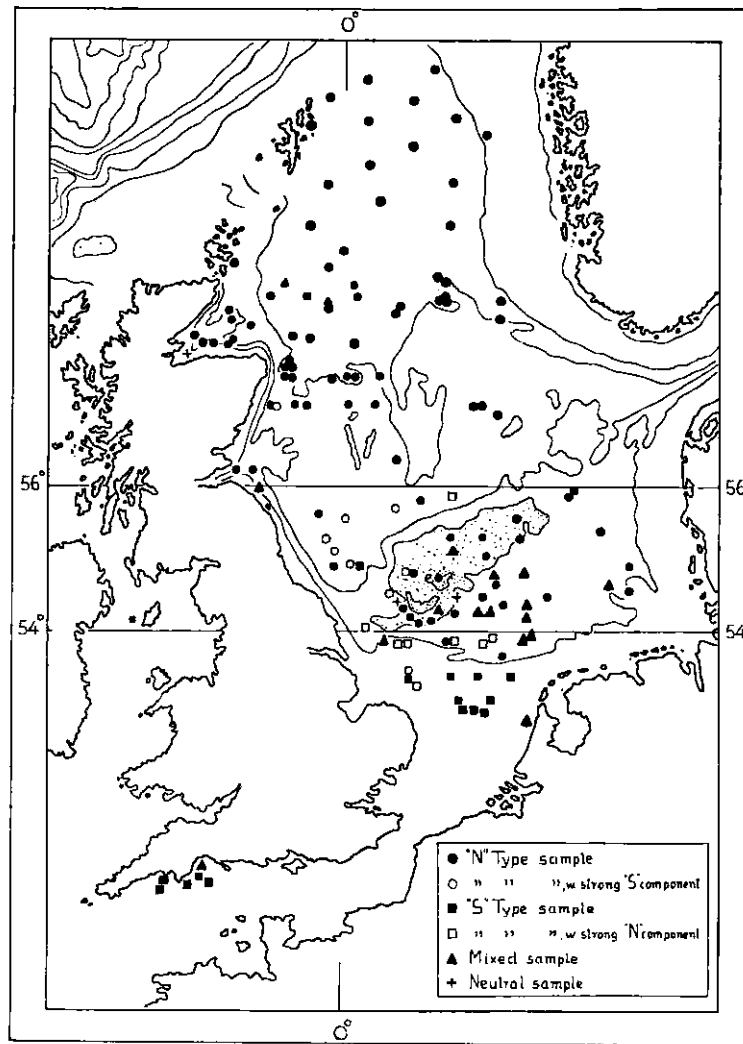 0°
56°
56
54°
54
"N" Type sample
" " ", w strong "S" component
"S" Type sample
" " ", w strong "N" component
Mixed sample
Neutral sample
0°